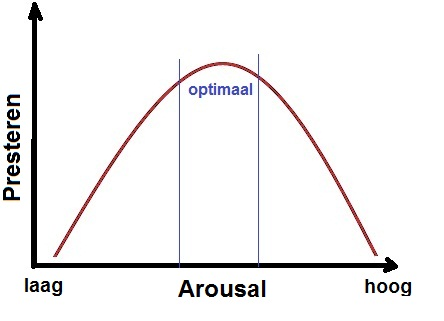 Presteren
optimaal
laag
Arousal
hoog